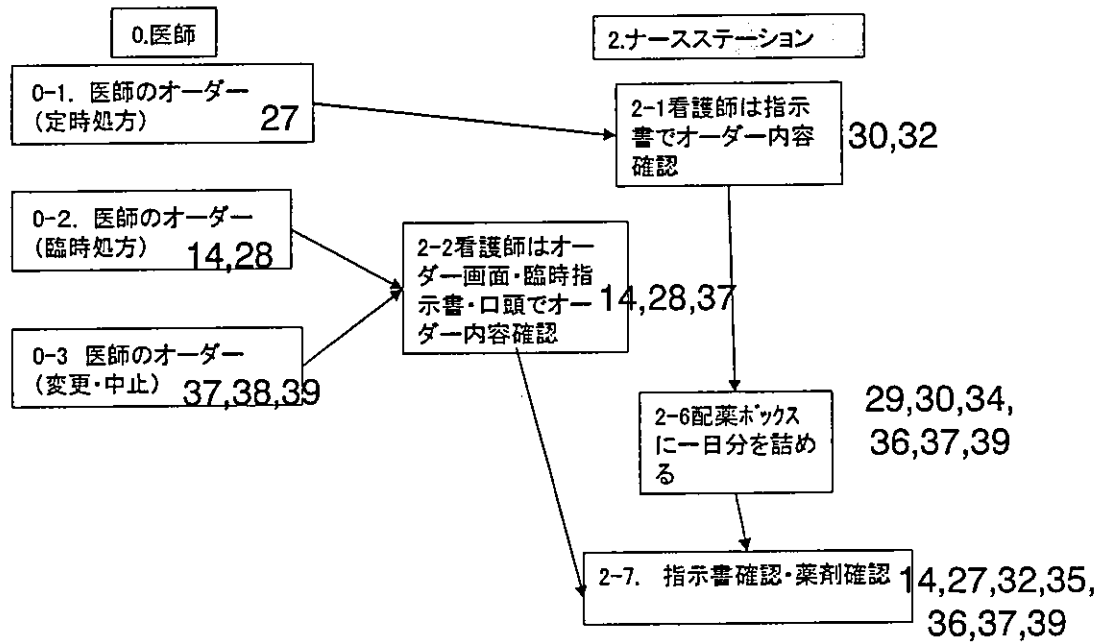 0.医師
2.ナースステーション
0-1. 医師のオーダー
(定時処方) 27
2-1看護師は指示
書でオーダー内容
確認
30,32
0-2. 医師のオーダー
(臨時処方) 14,28
2-2看護師はオー
ダー画面・臨時指
示書・口頭でオー
ダー内容確認
14,28,37
0-3 医師のオーダー
(変更・中止) 37,38,39
2-6配薬ボックス
に一日分を詰め
る
29,30,34,
36,37,39
2-7. 指示書確認・薬剤確認
14,27,32,35,
36,37,39